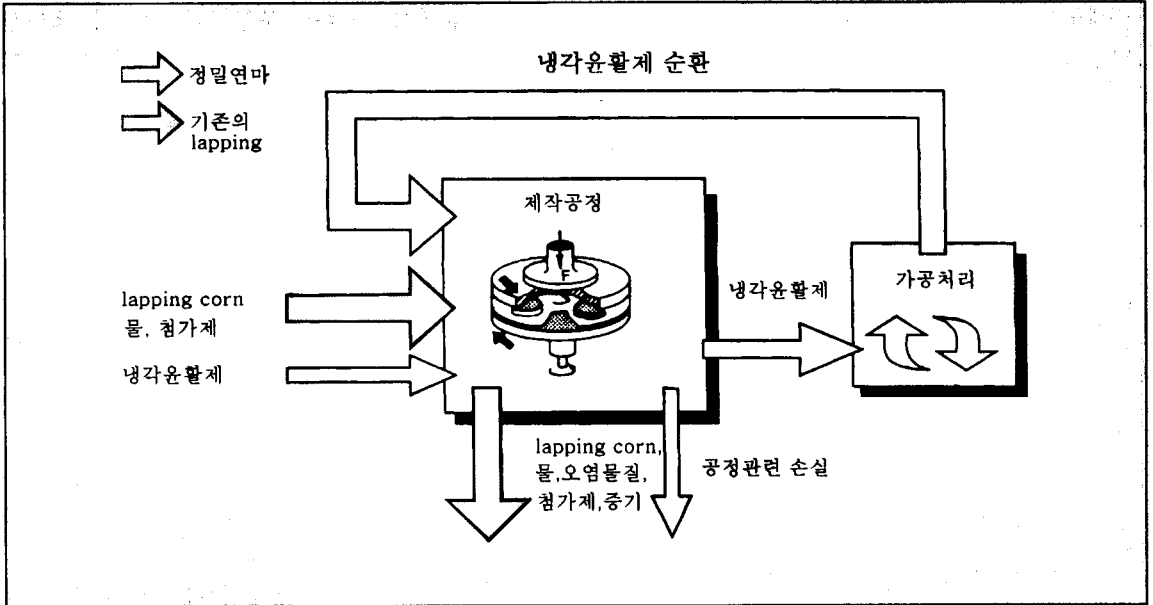 정밀연마
기존의
lapping
냉각윤활제 순환
제작공정
F
lapping corn
물, 첨가제
냉각윤활제
냉각윤활제
가공처리
lapping corn,
물,오염물질,
첨가제,증기
공정관련 손실